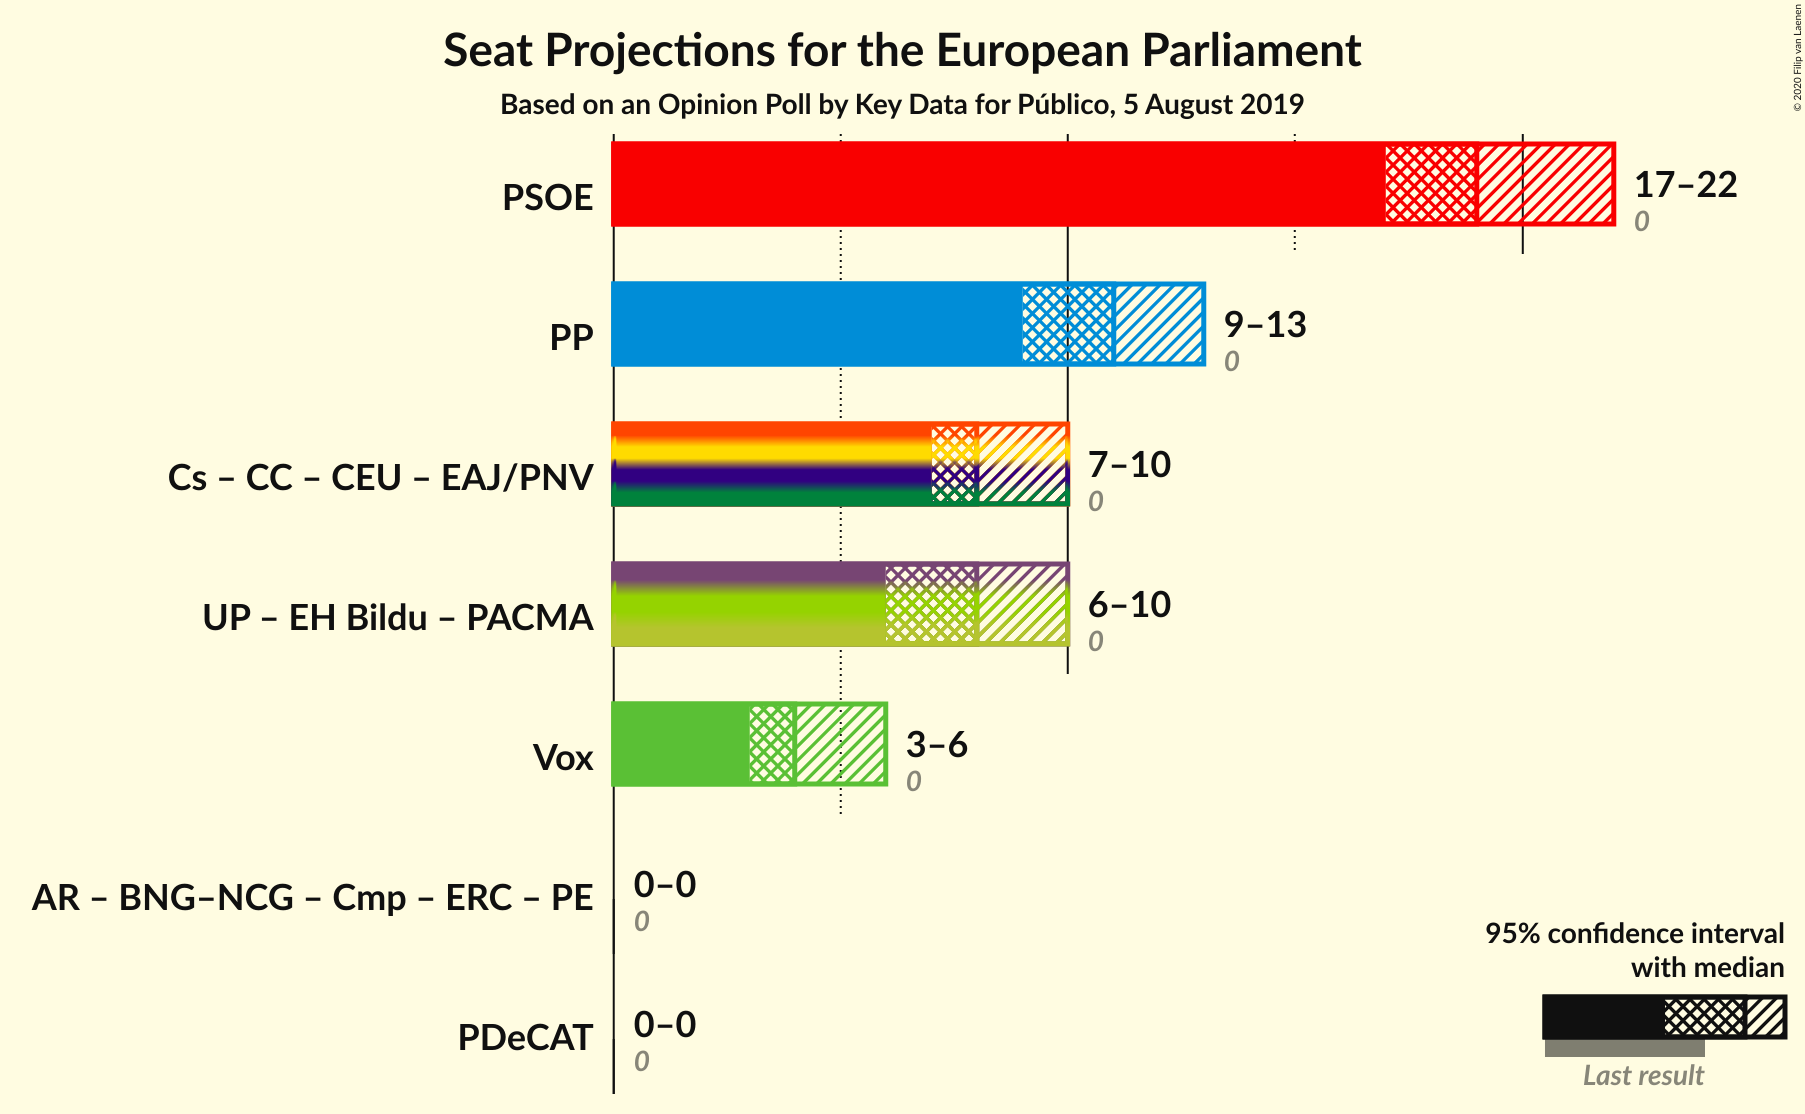 Seat Projections for the European Parliament
Based on an Opinion Poll by Key Data for Público, 5 August 2019
© 2020 Filip van Laenen
PSOE
17–22
0
PP
9–13
0
Cs – CC – CEU – EAJ/PNV
7–10
0
UP – EH Bildu – PACMA
6–10
0
Vox
3–6
0
AR – BNG–NCG – Cmp – ERC – PE
0–0
0
PDeCAT
0–0
0
95% confidence interval
with median
Last result